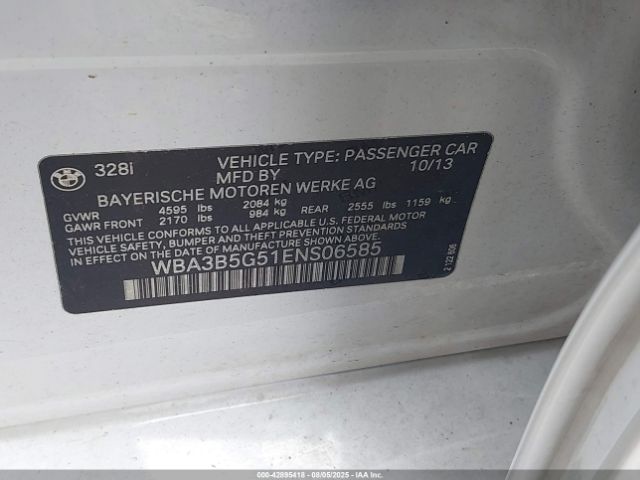 328i VEHICLE TYPE: PASSENGER CAR
MFD BY 10/13
BAYERISCHE MOTOREN WERKE AG
GVWR 4595 lbs 2084 kg
GAWR FRONT 2170 lbs 984 kg REAR 2555 lbs 1159 kg
THIS VEHICLE CONFORMS TO ALL APPLICABLE U.S. FEDERAL MOTOR
VEHICLE SAFETY, BUMPER AND THEFT PREVENTION STANDARDS
IN EFFECT ON THE DATE OF MANUFACTURE SHOWN ABOVE.
WBA3B5G51ENS06585
2 122 606
000-42895418 - 08/05/2025 - IAA Inc.